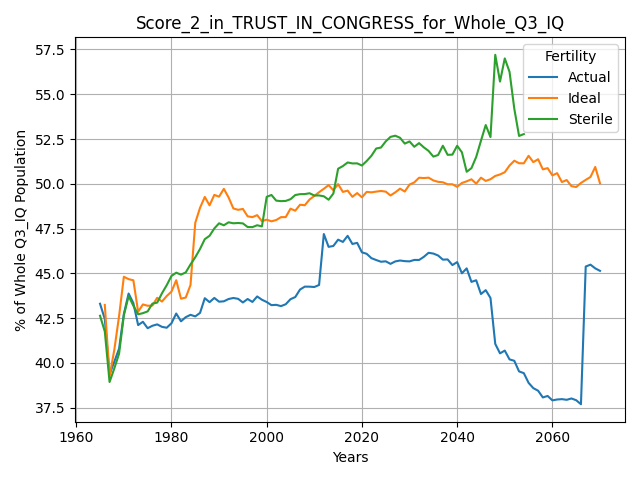 Score_2_in_TRUST_IN_CONGRESS_for_Whole_Q3_IQ
% of Whole Q3_IQ Population
57.5
55.0
52.5
50.0
47.5
45.0
42.5
40.0
37.5
Fertility
Actual
Ideal
Sterile
1960
1980
2000
2020
2040
2060
Years